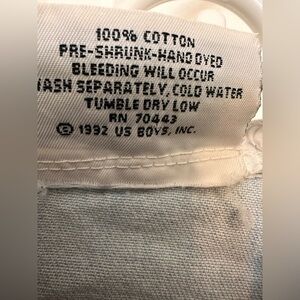 100% COTTON
PRE-SHRUNK-HAND DYED
BLEEDING WILL OCCUR
WASH SEPARATELY, COLD WATER
TUMBLE DRY LOW
RN 70443
© 1992 US BOYS, INC.